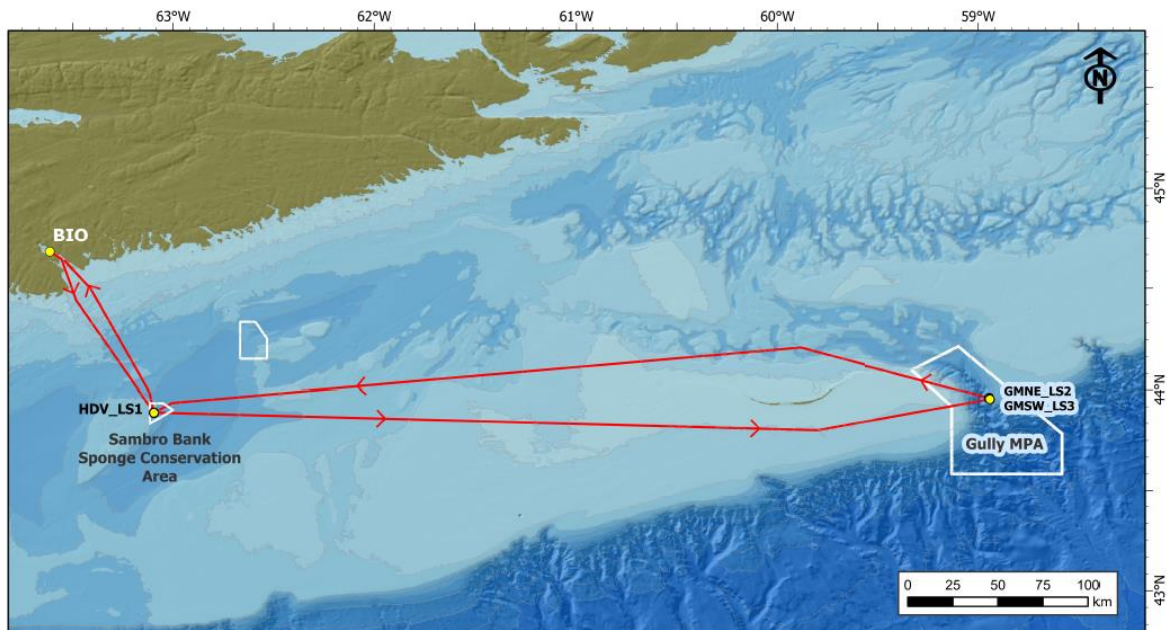 63°W 62°W 61°W 60°W 59°W
N
45°N
BIO
44°N
HDV_LS1
GMNE_LS2
GMSW_LS3
Sambro Bank
Sponge Conservation
Area
Gully MPA
0 25 50 75 100
km
43°N